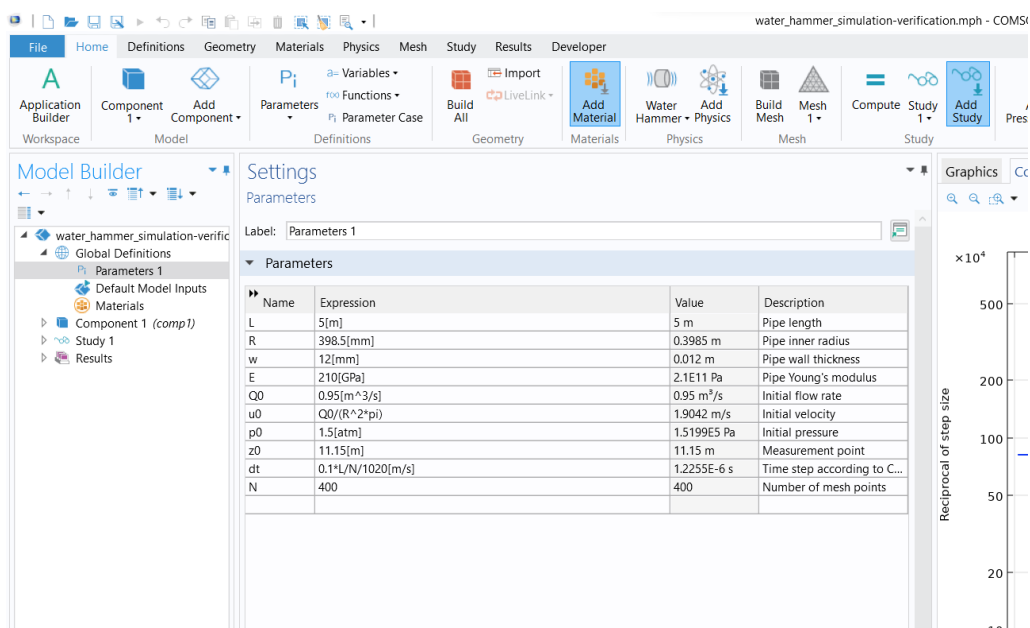 water_hammer_simulation-verification.mph - COMSO
File Home Definitions Geometry Materials Physics Mesh Study Results Developer
A Application Builder
Workspace
Component 1
Add Component
Model
Pi Parameters
a= Variables
f(x) Functions
Pi Parameter Case
Definitions
Build All
Import
LiveLink
Geometry
Add Material
Materials
Water Hammer
Add Physics
Physics
Build Mesh
Mesh 1
Mesh
Compute
Study 1
Add Study
Study
Pres
Model Builder
water_hammer_simulation-verific
Global Definitions
Pi Parameters 1
Default Model Inputs
Materials
Component 1 (comp1)
Study 1
Results
Settings
Parameters
Label: Parameters 1
Parameters
Name Expression Value Description
L 5[m] 5 m Pipe length
R 398.5[mm] 0.3985 m Pipe inner radius
w 12[mm] 0.012 m Pipe wall thickness
E 210[GPa] 2.1E11 Pa Pipe Young's modulus
Q0 0.95[m^3/s] 0.95 m³/s Initial flow rate
u0 Q0/(R^2*pi) 1.9042 m/s Initial velocity
p0 1.5[atm] 1.5199E5 Pa Initial pressure
z0 11.15[m] 11.15 m Measurement point
dt 0.1*L/N/1020[m/s] 1.2255E-6 s Time step according to C...
N 400 400 Number of mesh points
Graphics Co
×10⁴
500
200
100
50
20
10
Reciprocal of step size